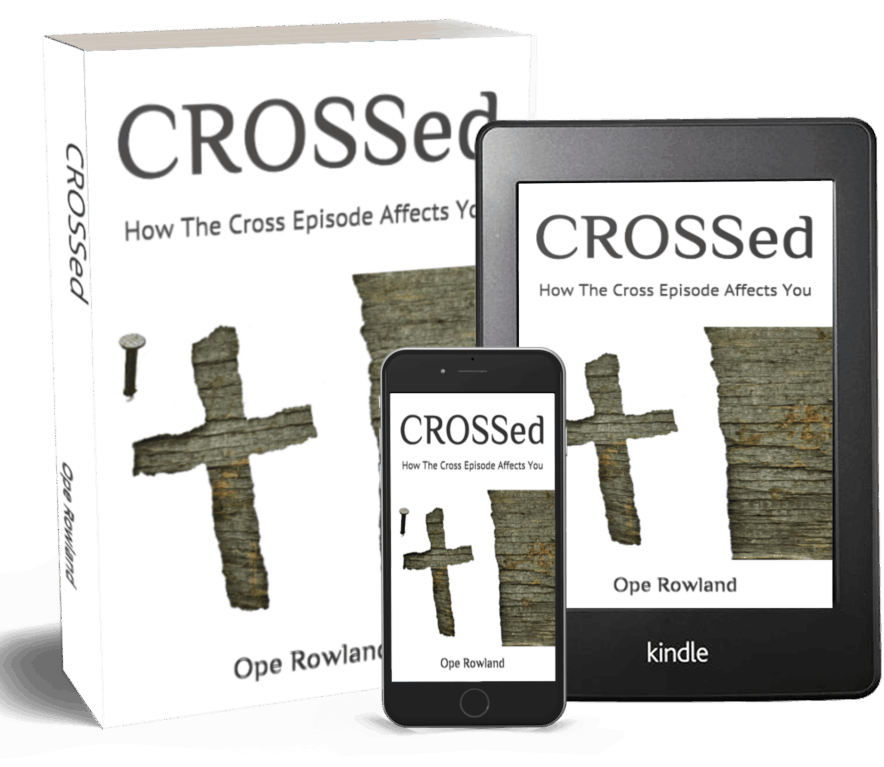 CROSSed
How The Cross Episode Affects Yo
CROSSed
Ope Rowland
Ope Rowland
CROSSed
How The Cross Episode Affects You
Ope Rowland
kindle
CROSSed
How The Cross Episode Affects You
Ope Rowland